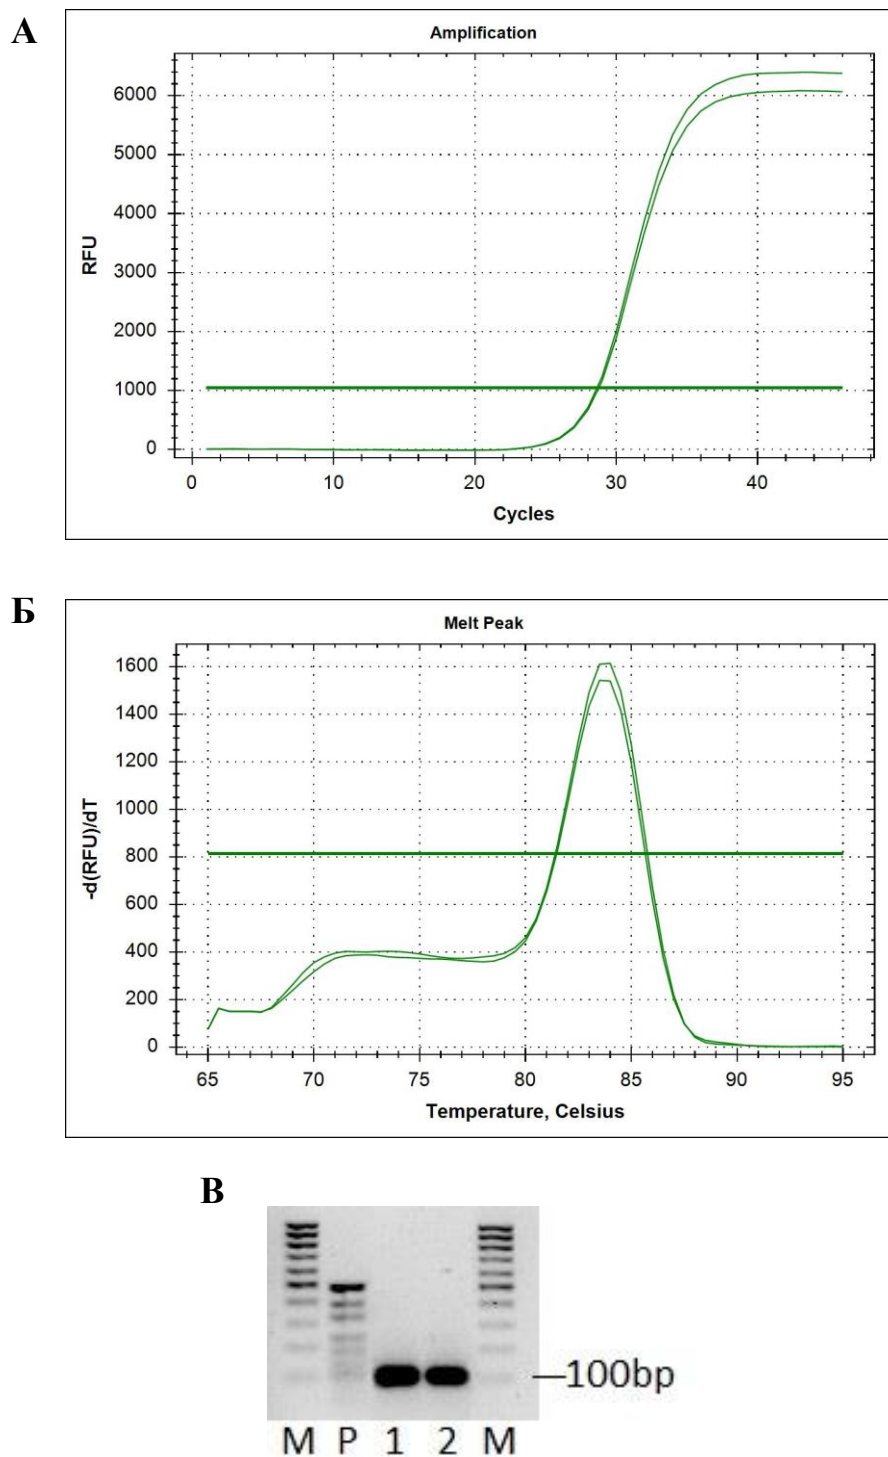 А
Amplification
6000
5000
4000
3000
2000
1000
0
RFU
0 10 20 30 40
Cycles
Б
Melt Peak
1600
1400
1200
1000
800
600
400
200
0
-d(RFU)/dT
65 70 75 80 85 90 95
Temperature, Celsius
В
100bp
M P 1 2 M